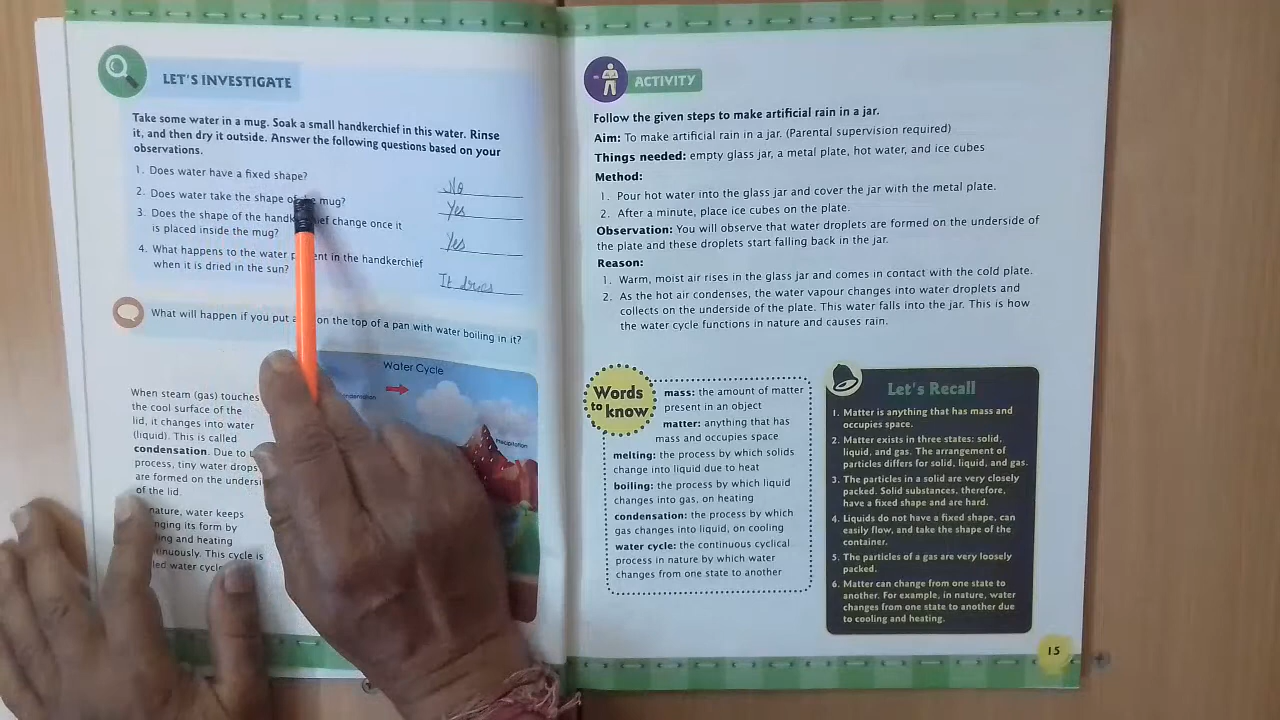 LET'S INVESTIGATE
Take some water in a mug. Soak a small handkerchief in this water. Rinse
it, and then dry it outside. Answer the following questions based on your
observations.
1. Does water have a fixed shape?
No
2. Does water take the shape of the mug?
Yes
3. Does the shape of the handkerchief change once it
is placed inside the mug?
Yes
4. What happens to the water present in the handkerchief
when it is dried in the sun?
It dries
What will happen if you put a on the top of a pan with water boiling in it?
When steam (gas) touches
the cool surface of the
lid, it changes into water
(liquid). This is called
condensation. Due to
process, tiny water drops
are formed on the
of the lid.
nature, water keeps
its form by
and heating
This cycle is
water
Water Cycle
Precipitation
ACTIVITY
Follow the given steps to make artificial rain in a jar.
Aim: To make artificial rain in a jar. (Parental supervision required)
Things needed: empty glass jar, a metal plate, hot water, and ice cubes
Method:
1. Pour hot water into the glass jar and cover the jar with the metal plate.
2. After a minute, place ice cubes on the plate.
Observation: You will observe that water droplets are formed on the underside of
the plate and these droplets start falling back in the jar.
Reason:
1. Warm, moist air rises in the glass jar and comes in contact with the cold plate.
2. As the hot air condenses, the water vapour changes into water droplets and
collects on the underside of the plate. This water falls into the jar. This is how
the water cycle functions in nature and causes rain.
Words
to know
mass: the amount of matter
present in an object
matter: anything that has
mass and occupies space
melting: the process by which solids
change into liquid due to heat
boiling: the process by which liquid
changes into gas, on heating
condensation: the process by which
gas changes into liquid, on cooling
water cycle: the continuous cyclical
process in nature by which water
changes from one state to another
Let's Recall
1. Matter is anything that has mass and
occupies space.
2. Matter exists in three states: solid,
liquid, and gas. The arrangement of
particles differs for solid, liquid, and gas.
3. The particles in a solid are very closely
packed. Solid substances, therefore,
have a fixed shape and are hard.
4. Liquids do not have a fixed shape, can
easily flow, and take the shape of the
container.
5. The particles of a gas are very loosely
packed.
6. Matter can change from one state to
another. For example, in nature, water
changes from one state to another due
to cooling and heating.
15